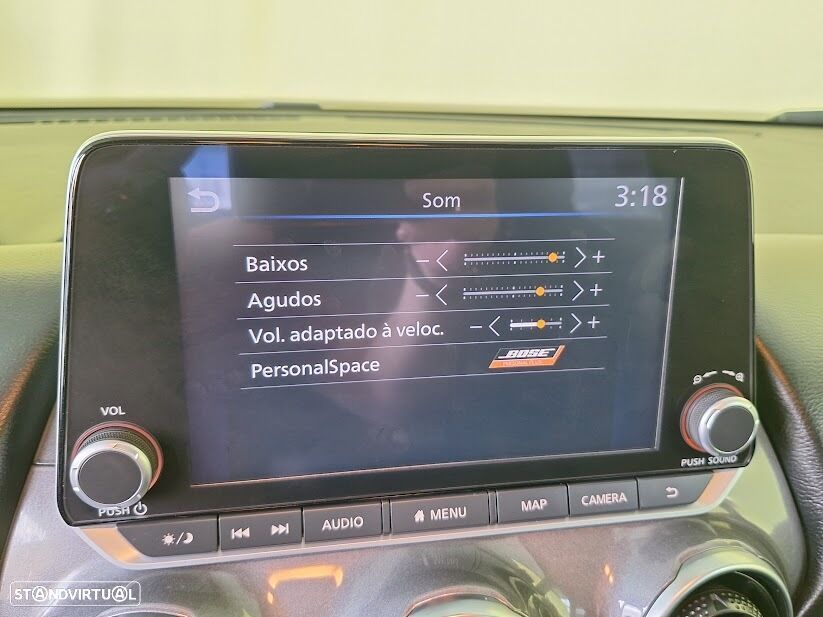 Som
3:18
Baixos
Agudos
Vol. adaptado à veloc.
PersonalSpace
BOSE
VOL
PUSH
PUSH SOUND
AUDIO
MENU
MAP
CAMERA
STANDVIRTUAL